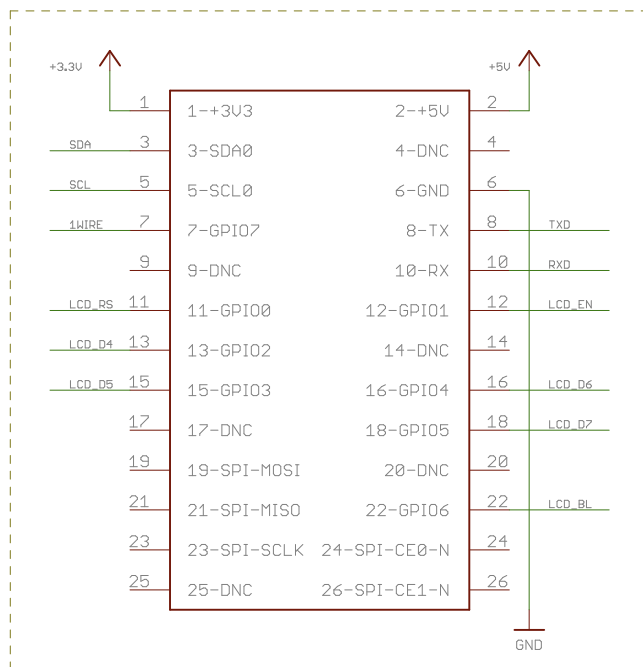 +3.3V +5V
1 1-+3V3 2-+5V 2
SDA 3 3-SDA0 4-DNC 4
SCL 5 5-SCL0 6-GND 6
1WIRE 7 7-GPIO7 8-TX 8 TXD
9 9-DNC 10-RX 10 RXD
LCD_RS 11 11-GPIO0 12-GPIO1 12 LCD_EN
LCD_D4 13 13-GPIO2 14-DNC 14
LCD_D5 15 15-GPIO3 16-GPIO4 16 LCD_D6
17 17-DNC 18-GPIO5 18 LCD_D7
19 19-SPI-MOSI 20-DNC 20
21 21-SPI-MISO 22-GPIO6 22 LCD_BL
23 23-SPI-SCLK 24-SPI-CE0-N 24
25 25-DNC 26-SPI-CE1-N 26
GND